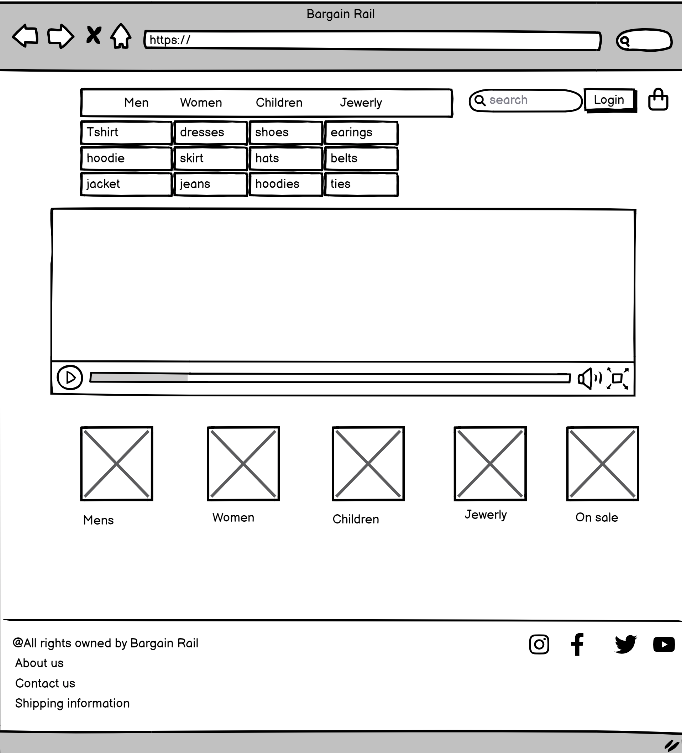 Bargain Rail
https://
Men Women Children Jewerly
search
Login
Tshirt dresses shoes earings
hoodie skirt hats belts
jacket jeans hoodies ties
Mens Women Children Jewerly On sale
@All rights owned by Bargain Rail
About us
Contact us
Shipping information